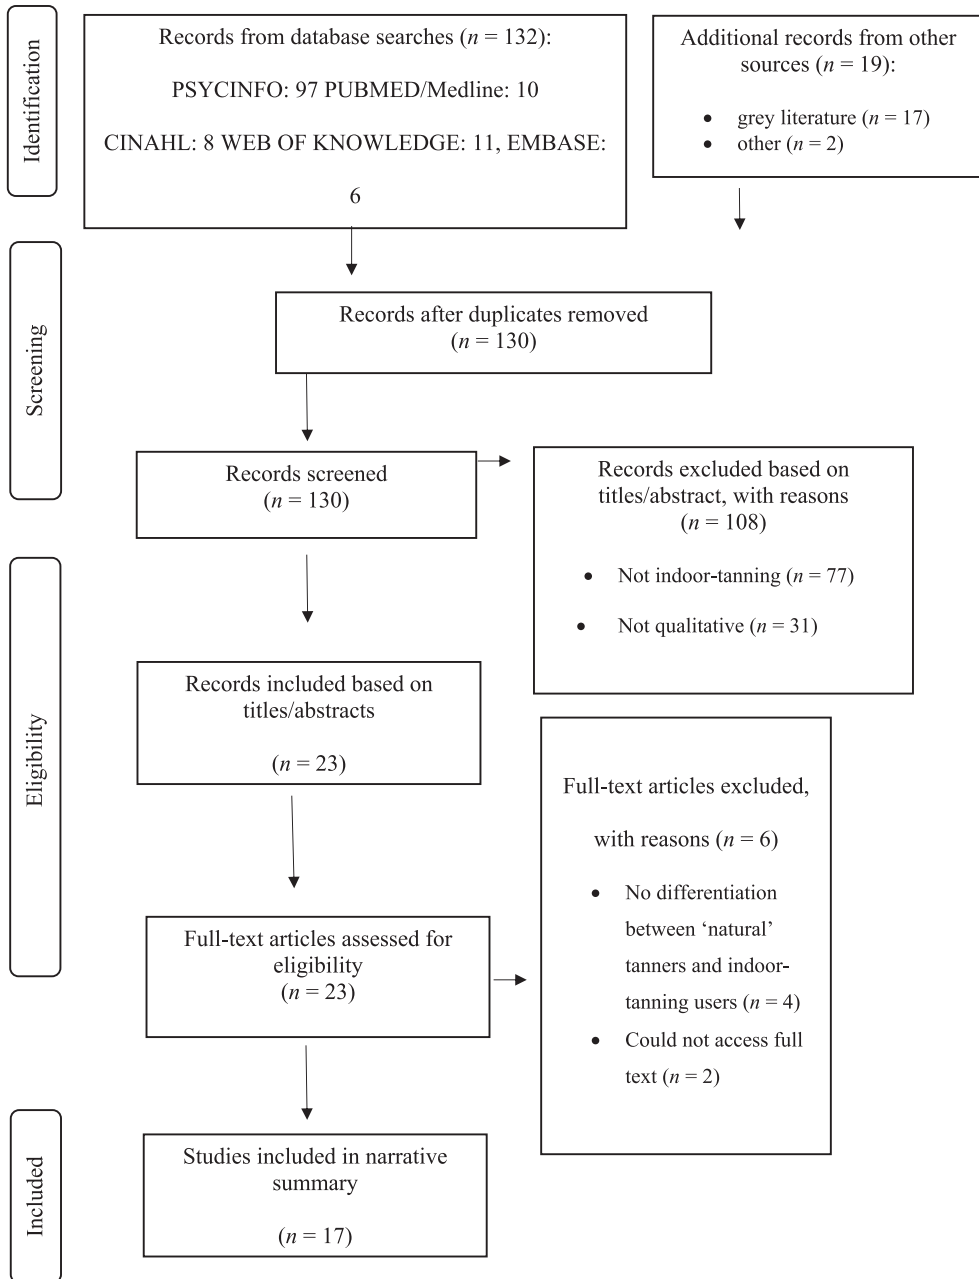 Identification
Records from database searches (n = 132):
PSYCINFO: 97 PUBMED/Medline: 10
CINAHL: 8 WEB OF KNOWLEDGE: 11, EMBASE:
6
Additional records from other
sources (n = 19):
• grey literature (n = 17)
• other (n = 2)
Screening
Records after duplicates removed
(n = 130)
Records screened
(n = 130)
Records excluded based on
titles/abstract, with reasons
(n = 108)
• Not indoor-tanning (n = 77)
• Not qualitative (n = 31)
Eligibility
Records included based on
titles/abstracts
(n = 23)
Full-text articles assessed for
eligibility
(n = 23)
Full-text articles excluded,
with reasons (n = 6)
• No differentiation
between ‘natural’
tanners and indoor-
tanning users (n = 4)
• Could not access full
text (n = 2)
Included
Studies included in narrative
summary
(n = 17)